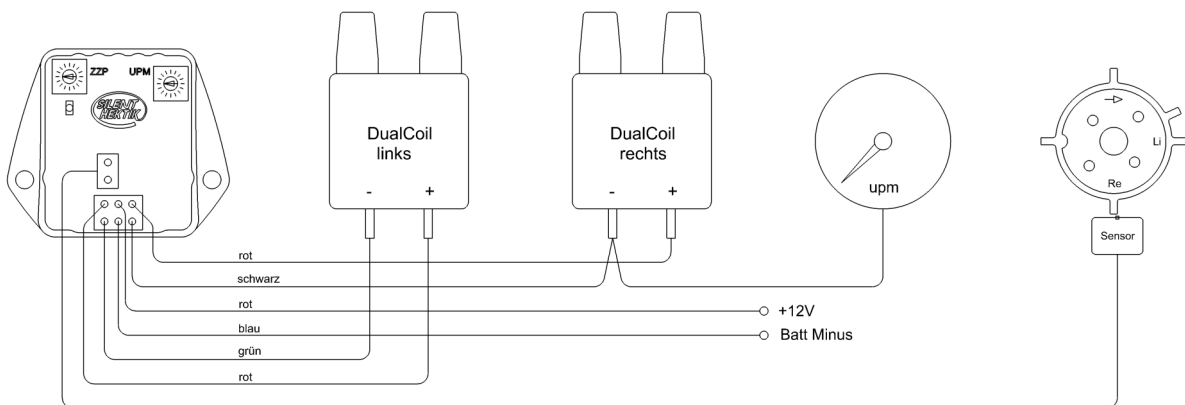 ZZP UPM
SILENT
HEKTIK
DualCoil
links
- +
DualCoil
rechts
- +
upm
Li
Re
Sensor
rot
schwarz
rot
+12V
blau
Batt Minus
grün
rot